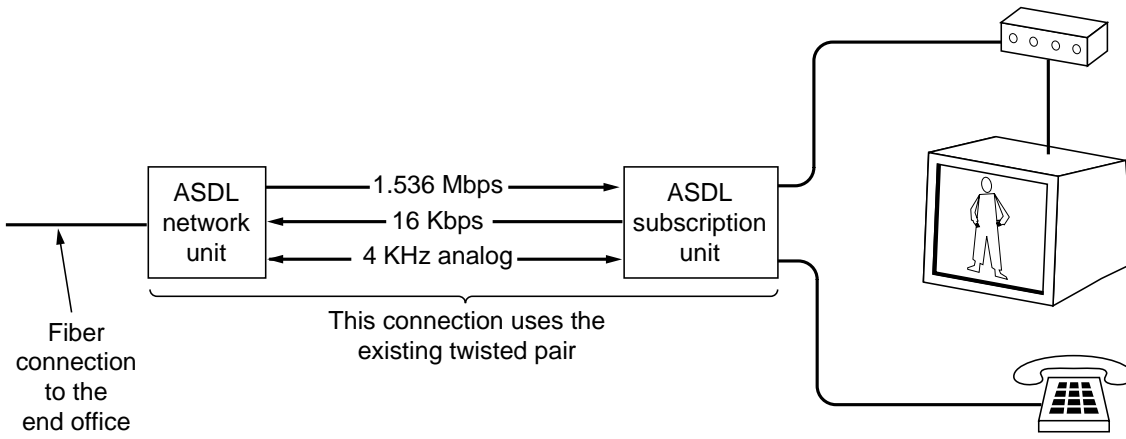 ASDL
network
unit
1.536 Mbps
16 Kbps
4 KHz analog
ASDL
subscription
unit
This connection uses the
existing twisted pair
Fiber
connection
to the
end office